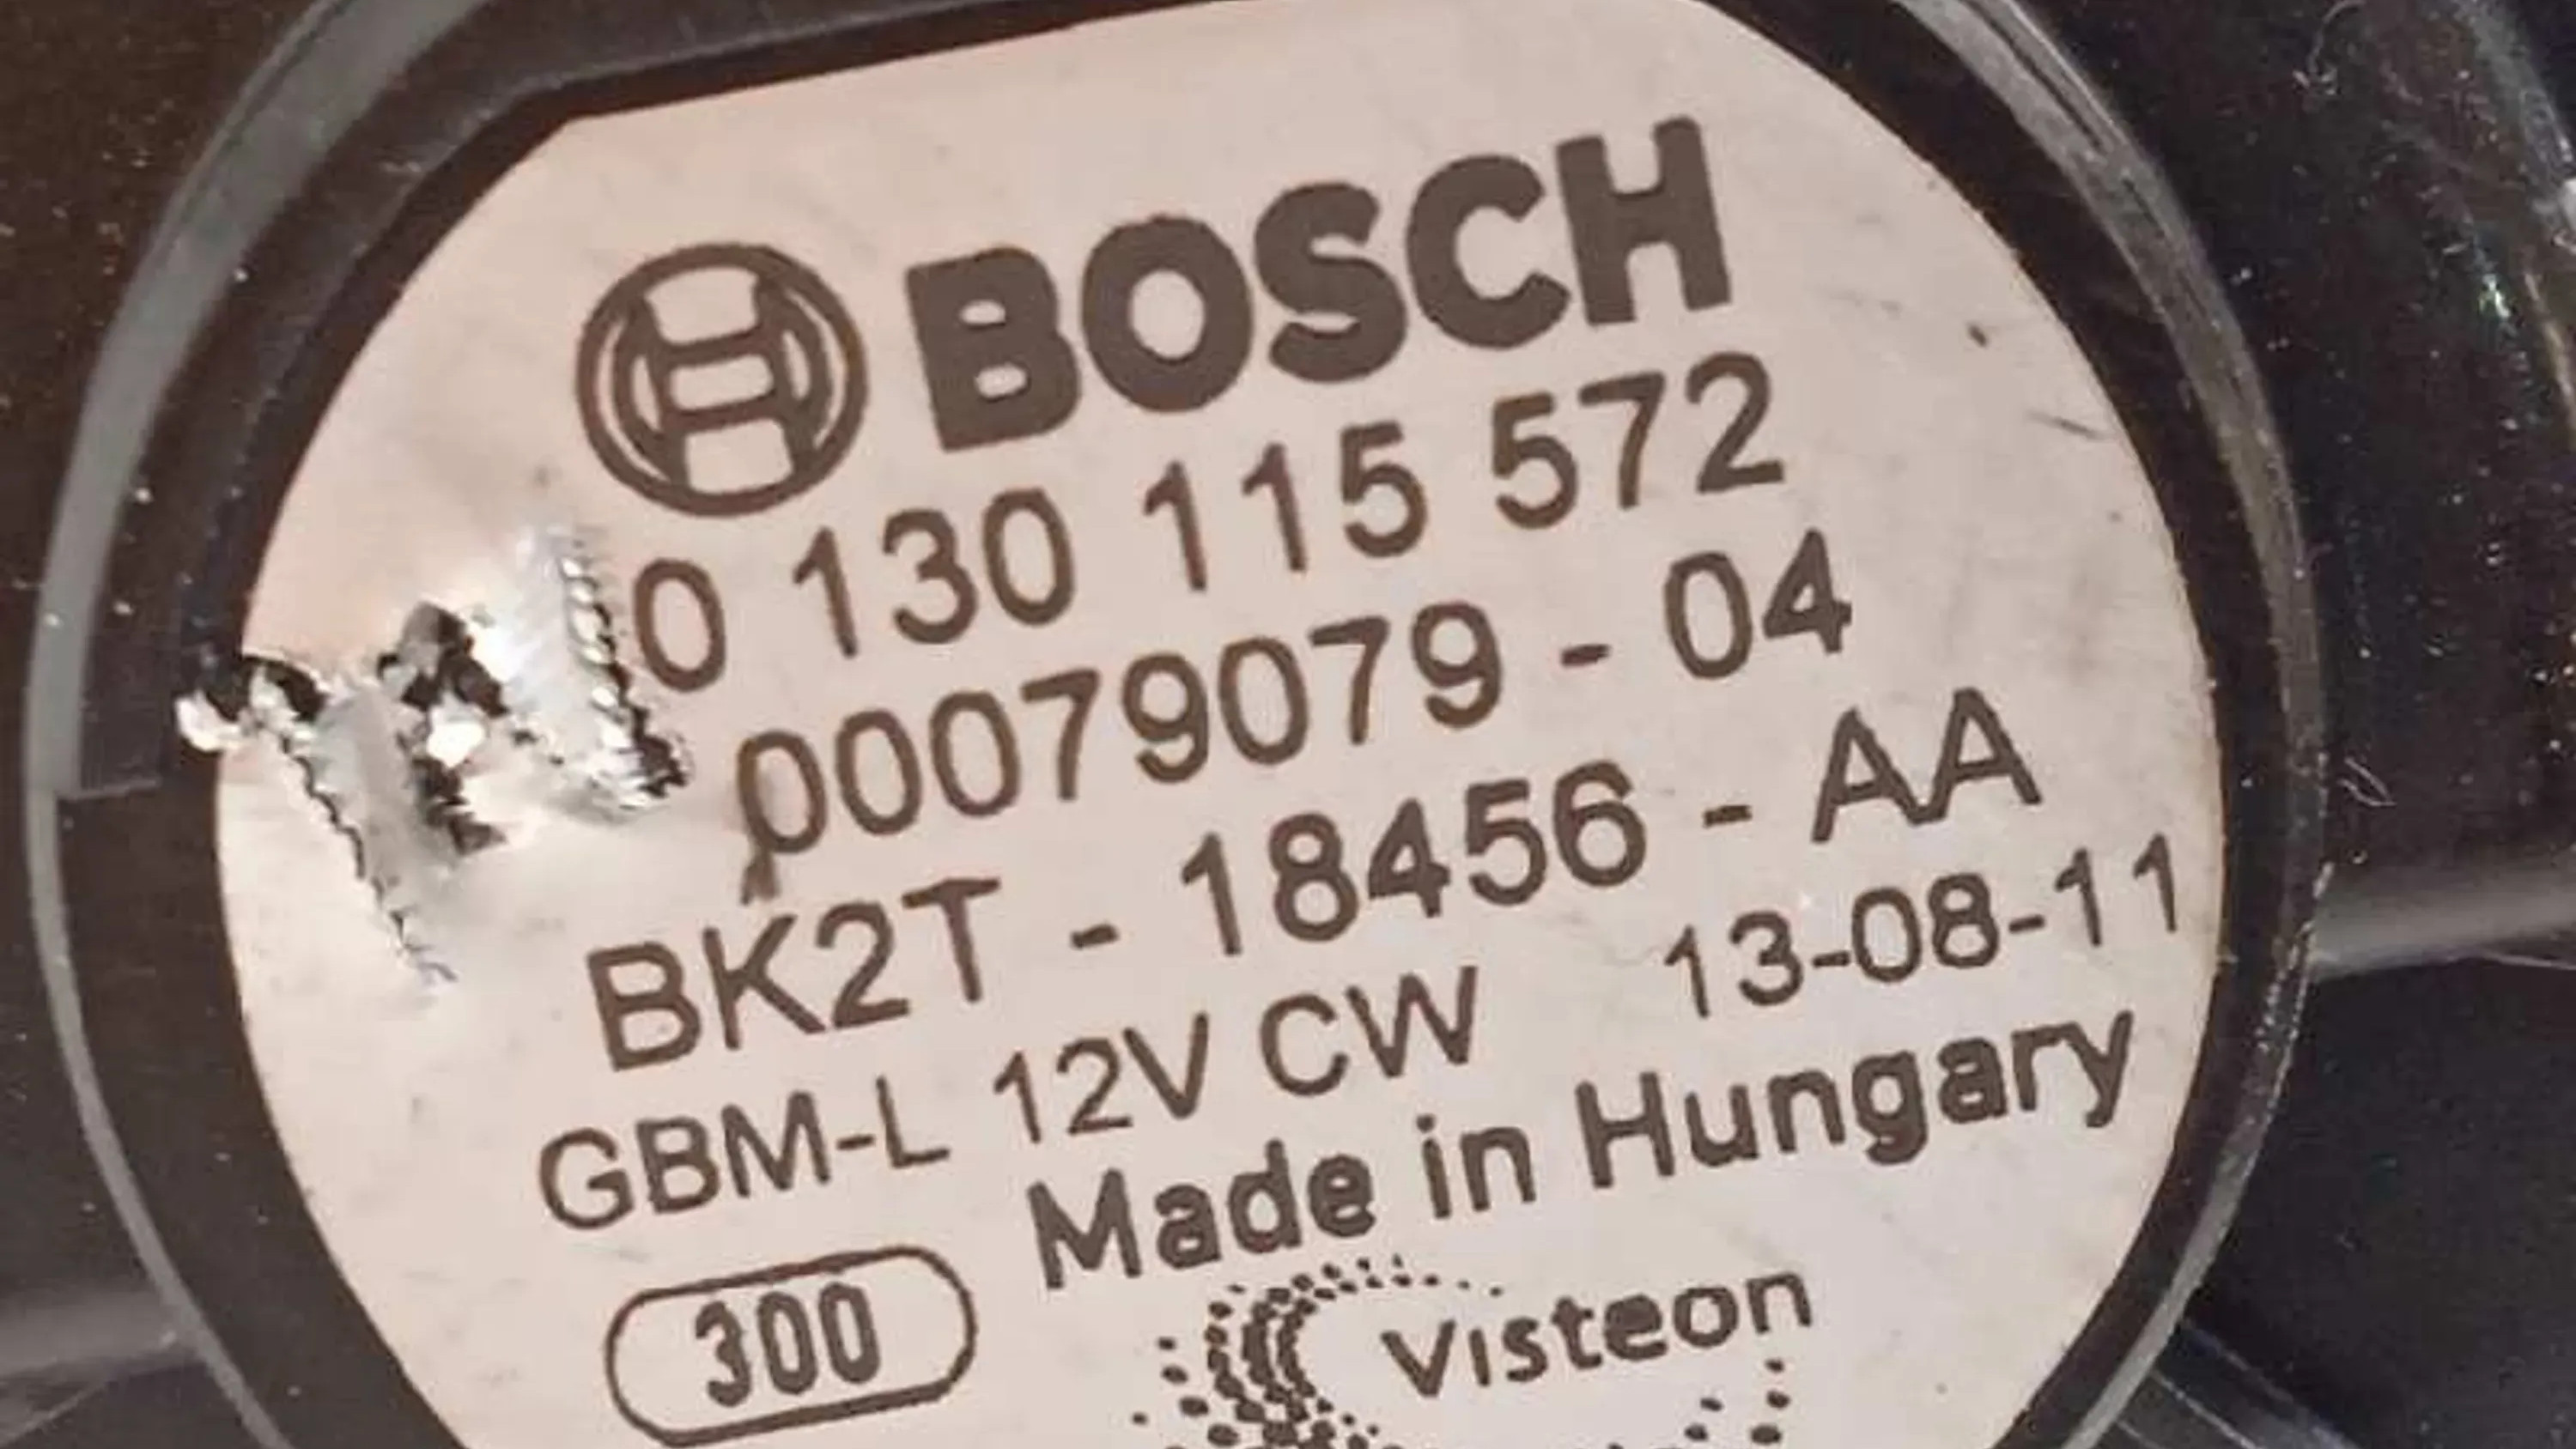 BOSCH
0 130 115 572
00079079 - 04
BK2T - 18456 - AA
GBM-L 12V CW 13-08-11
Made in Hungary
300
Visteon